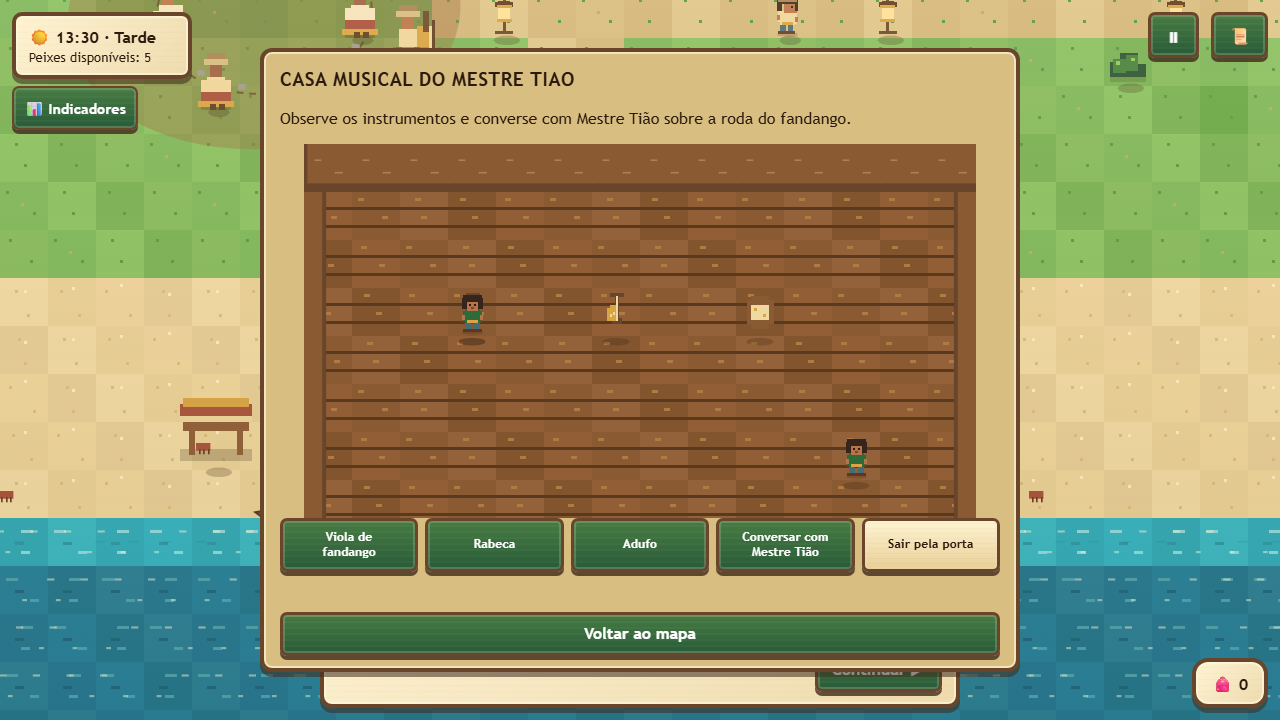 13:30 · Tarde
Peixes disponíveis: 5
Indicadores
CASA MUSICAL DO MESTRE TIAO
Observe os instrumentos e converse com Mestre Tião sobre a roda do fandango.
Viola de
fandango
Rabeca
Adufo
Conversar com
Mestre Tião
Sair pela porta
Voltar ao mapa
Continuar ▶
0